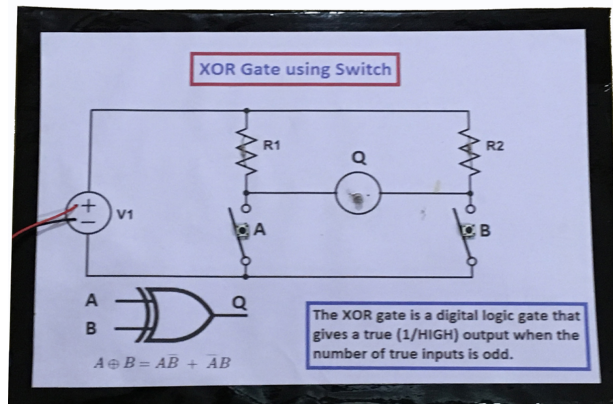 XOR Gate using Switch
R1
R2
Q
+
−
V1
A
B
A
B
Q
A⊕B = AB̅ + A̅B
The XOR gate is a digital logic gate that
gives a true (1/HIGH) output when the
number of true inputs is odd.